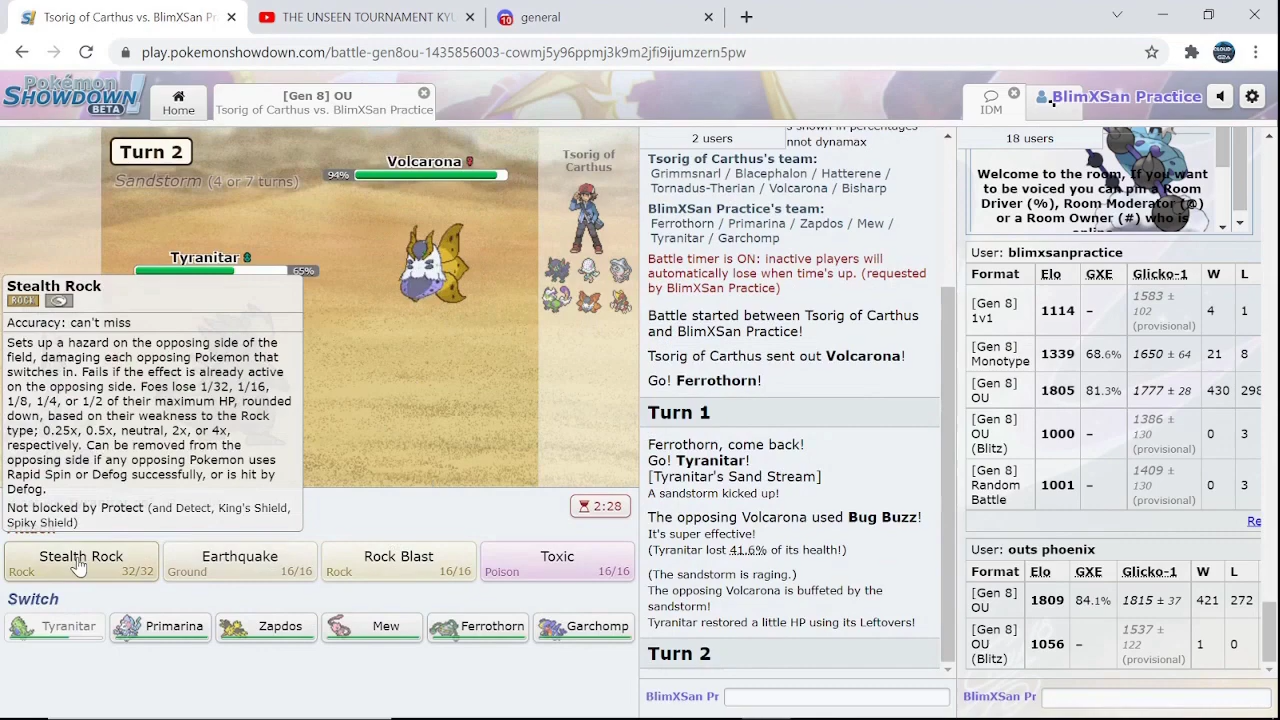 Tsorig of Carthus vs. BlimXSan Pr
THE UNSEEN TOURNAMENT KYU
10
general
play.pokemonshowdown.com/battle-gen8ou-1435856003-cowmj5y96ppmj3k9m2jfi9ijumzern5pw
Pokémon
SHOWDOWN!
BETA
Home
[Gen 8] OU
Tsorig of Carthus vs. BlimXSan Practice
IDM
BlimXSan Practice
Turn 2
Sandstorm (4 or 7 turns)
Volcarona
94%
Tsorig of
Carthus
Tyranitar
65%
Stealth Rock
ROCK
Accuracy: can't miss
Sets up a hazard on the opposing side of the
field, damaging each opposing Pokemon that
switches in. Fails if the effect is already active
on the opposing side. Foes lose 1/32, 1/16,
1/8, 1/4, or 1/2 of their maximum HP, rounded
down, based on their weakness to the Rock
type; 0.25x, 0.5x, neutral, 2x, or 4x,
respectively. Can be removed from the
opposing side if any opposing Pokemon uses
Rapid Spin or Defog successfully, or is hit by
Defog.
Not blocked by Protect (and Detect, King's Shield,
Spiky Shield)
2:28
Stealth Rock
Rock 32/32
Earthquake
Ground 16/16
Rock Blast
Rock 16/16
Toxic
Poison 16/16
Switch
Tyranitar
Primarina
Zapdos
Mew
Ferrothorn
Garchomp
2 users
nnot dynamax
Tsorig of Carthus's team:
Grimmsnarl / Blacephalon / Hatterene /
Tornadus-Therian / Volcarona / Bisharp
BlimXSan Practice's team:
Ferrothorn / Primarina / Zapdos / Mew /
Tyranitar / Garchomp
Battle timer is ON: inactive players will
automatically lose when time's up. (requested
by BlimXSan Practice)
Battle started between Tsorig of Carthus
and BlimXSan Practice!
Tsorig of Carthus sent out Volcarona!
Go! Ferrothorn!
Turn 1
Ferrothorn, come back!
Go! Tyranitar!
[Tyranitar's Sand Stream]
A sandstorm kicked up!
The opposing Volcarona used Bug Buzz!
It's super effective!
(Tyranitar lost 41.6% of its health!)
(The sandstorm is raging.)
The opposing Volcarona is buffeted by the
sandstorm!
Tyranitar restored a little HP using its Leftovers!
Turn 2
BlimXSan Pr
18 users
Welcome to the room, If you want
to be voiced you can pm a Room
Driver (%), Room Moderator (@)
or a Room Owner (#) who is
online
User: blimxsanpractice
Format Elo GXE Glicko-1 W L
[Gen 8] 1v1 1114 – 1583 ± 102 (provisional) 4 1
[Gen 8] Monotype 1339 68.6% 1650 ± 64 21 8
[Gen 8] OU 1805 81.3% 1777 ± 28 430 298
[Gen 8] OU (Blitz) 1000 – 1386 ± 130 (provisional) 0 3
[Gen 8] Random Battle 1001 – 1409 ± 130 (provisional) 0 3
Re
User: outs phoenix
Format Elo GXE Glicko-1 W L
[Gen 8] OU 1809 84.1% 1815 ± 37 421 272
[Gen 8] OU (Blitz) 1056 – 1537 ± 122 (provisional) 1 0
BlimXSan Pr